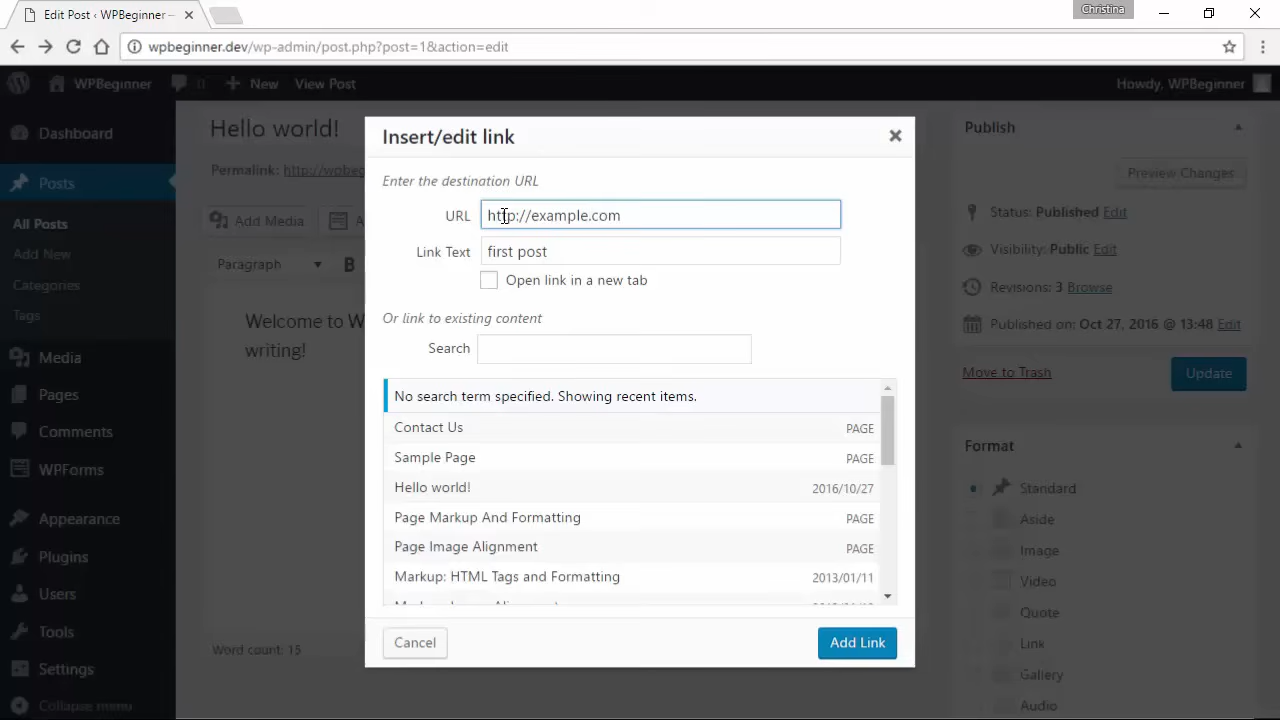 Christina
Edit Post ‹ WPBeginner –
wpbeginner.dev/wp-admin/post.php?post=1&action=edit
WPBeginner 0 New View Post Howdy, WPBeginner
Dashboard
Posts
All Posts
Add New
Categories
Tags
Media
Pages
Comments
WPForms
Appearance
Plugins
Users
Tools
Settings
Collapse menu
Hello world!
Permalink: http://wpbeg
Add Media
Paragraph B
Welcome to W
writing!
Word count: 15
Insert/edit link
Enter the destination URL
URL http://example.com
Link Text first post
Open link in a new tab
Or link to existing content
Search
No search term specified. Showing recent items.
Contact Us PAGE
Sample Page PAGE
Hello world! 2016/10/27
Page Markup And Formatting PAGE
Page Image Alignment PAGE
Markup: HTML Tags and Formatting 2013/01/11
Cancel Add Link
Publish
Preview Changes
Status: Published Edit
Visibility: Public Edit
Revisions: 3 Browse
Published on: Oct 27, 2016 @ 13:48 Edit
Move to Trash Update
Format
Standard
Aside
Image
Video
Quote
Link
Gallery
Audio